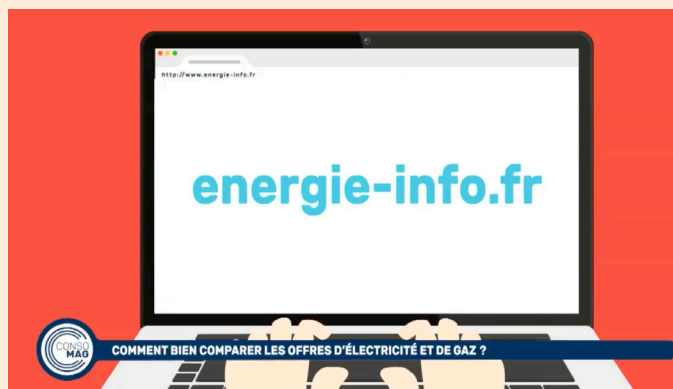 http://www.energie-info.fr
energie-info.fr
CONSO
MAG
COMMENT BIEN COMPARER LES OFFRES D'ÉLECTRICITÉ ET DE GAZ ?